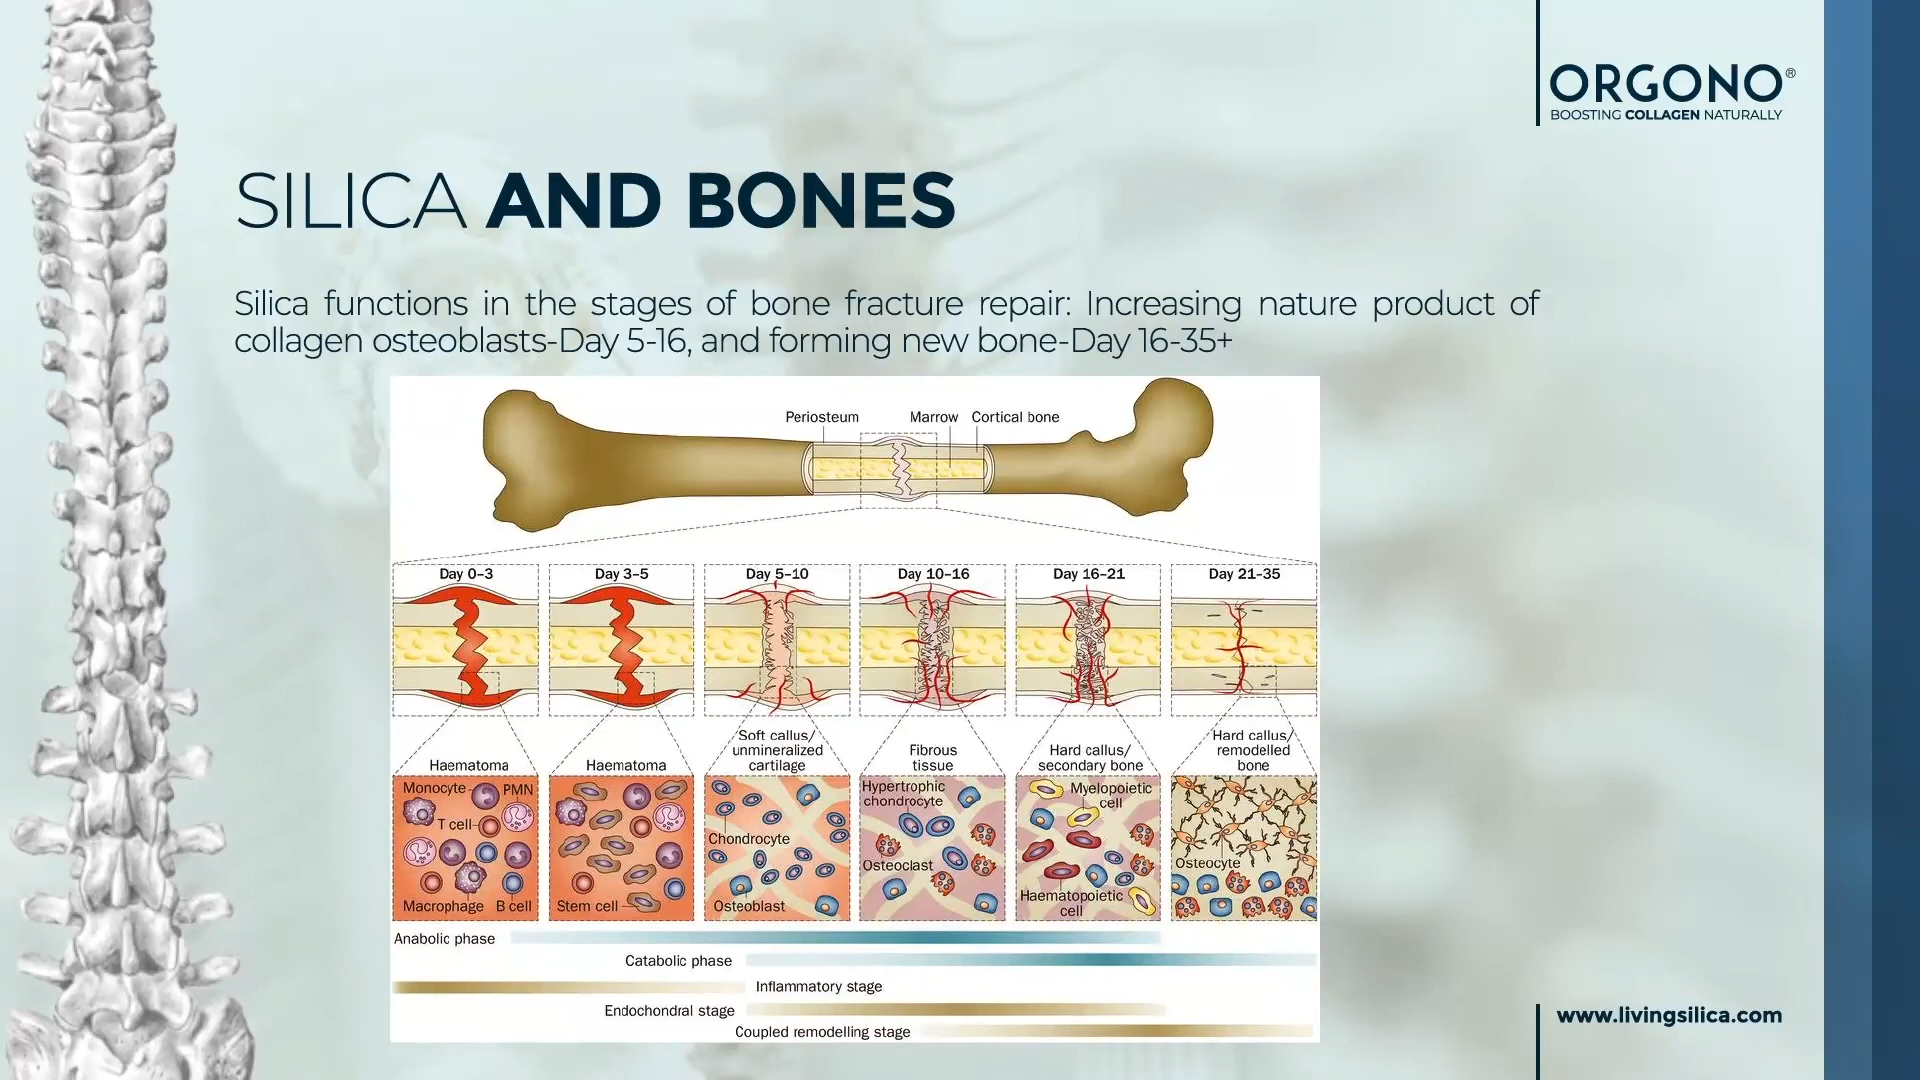 ORGONO®
BOOSTING COLLAGEN NATURALLY
SILICA AND BONES
Silica functions in the stages of bone fracture repair: Increasing nature product of
collagen osteoblasts-Day 5-16, and forming new bone-Day 16-35+
Periosteum
Marrow
Cortical bone
Day 0–3
Day 3–5
Day 5–10
Day 10–16
Day 16–21
Day 21–35
Haematoma
Haematoma
Soft callus/
unmineralized
cartilage
Fibrous
tissue
Hard callus/
secondary bone
Hard callus/
remodelled
bone
Monocyte
PMN
T cell
Macrophage
B cell
Stem cell
Chondrocyte
Osteoblast
Hypertrophic
chondrocyte
Osteoclast
Myelopoietic
cell
Haematopoietic
cell
Osteocyte
Anabolic phase
Catabolic phase
Inflammatory stage
Endochondral stage
Coupled remodelling stage
www.livingsilica.com